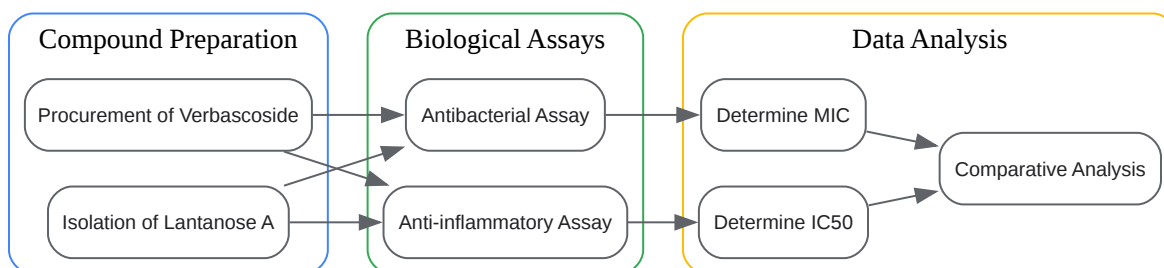 Compound Preparation
Biological Assays
Data Analysis
Procurement of Verbascoside
Antibacterial Assay
Determine MIC
Comparative Analysis
Isolation of Lantanose A
Anti-inflammatory Assay
Determine IC50